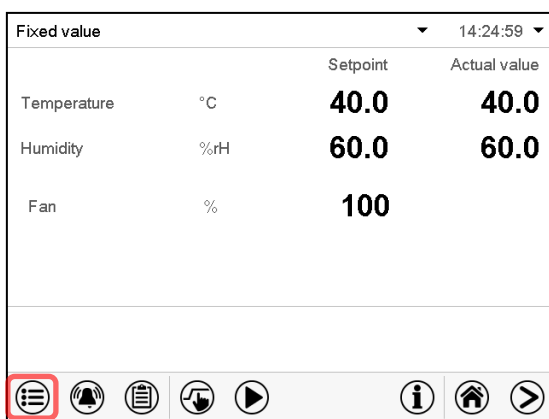 Fixed value 14:24:59
Setpoint Actual value
Temperature °C 40.0 40.0
Humidity %rH 60.0 60.0
Fan % 100